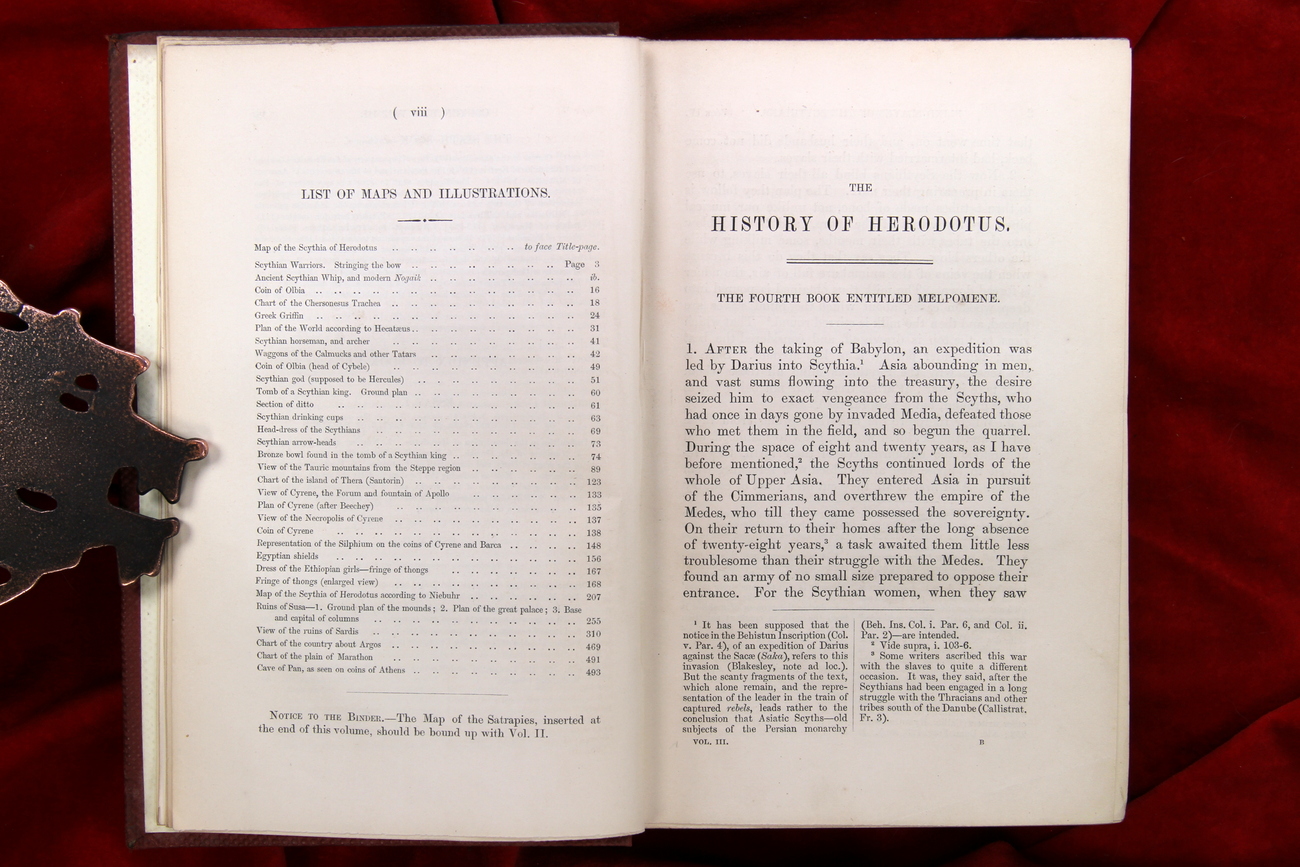 ( viii )
LIST OF MAPS AND ILLUSTRATIONS.
Map of the Scythia of Herodotus .. .. .. .. .. .. .. to face Title-page.
Scythian Warriors. Stringing the bow .. .. .. .. .. .. .. .. Page 3
Ancient Scythian Whip, and modern Nogaik .. .. .. .. .. .. .. .. ib.
Coin of Olbia .. .. .. .. .. .. .. .. .. .. .. .. 16
Chart of the Chersonesus Trachea .. .. .. .. .. .. .. .. .. 18
Greek Griffin .. .. .. .. .. .. .. .. .. .. .. .. 24
Plan of the World according to Hecatæus .. .. .. .. .. .. .. .. .. 31
Scythian horseman, and archer .. .. .. .. .. .. .. .. .. 41
Waggons of the Calmucks and other Tatars .. .. .. .. .. .. .. .. 42
Coin of Olbia (head of Cybele) .. .. .. .. .. .. .. .. .. 49
Scythian god (supposed to be Hercules) .. .. .. .. .. .. .. .. .. 51
Tomb of a Scythian king. Ground plan .. .. .. .. .. .. .. .. .. 60
Section of ditto .. .. .. .. .. .. .. .. .. .. .. 61
Scythian drinking cups .. .. .. .. .. .. .. .. .. .. 63
Head-dress of the Scythians .. .. .. .. .. .. .. .. .. .. 69
Scythian arrow-heads .. .. .. .. .. .. .. .. .. .. 73
Bronze bowl found in the tomb of a Scythian king .. .. .. .. .. .. .. 74
View of the Tauric mountains from the Steppe region .. .. .. .. .. .. 89
Chart of the island of Thera (Santorin) .. .. .. .. .. .. .. .. .. 123
View of Cyrene, the Forum and fountain of Apollo .. .. .. .. .. .. 133
Plan of Cyrene (after Beechey) .. .. .. .. .. .. .. .. .. 135
View of the Necropolis of Cyrene .. .. .. .. .. .. .. .. .. .. 137
Coin of Cyrene .. .. .. .. .. .. .. .. .. .. .. 138
Representation of the Silphium on the coins of Cyrene and Barca .. .. .. .. 148
Egyptian shields .. .. .. .. .. .. .. .. .. .. .. 156
Dress of the Ethiopian girls—fringe of thongs .. .. .. .. .. .. .. 167
Fringe of thongs (enlarged view) .. .. .. .. .. .. .. .. .. .. 168
Map of the Scythia of Herodotus according to Niebuhr .. .. .. .. .. .. 207
Ruins of Susa—1. Ground plan of the mounds; 2. Plan of the great palace; 3. Base
and capital of columns .. .. .. .. .. .. .. .. .. .. 255
View of the ruins of Sardis .. .. .. .. .. .. .. .. .. .. 310
Chart of the country about Argos .. .. .. .. .. .. .. .. .. .. 469
Chart of the plain of Marathon .. .. .. .. .. .. .. .. .. 491
Cave of Pan, as seen on coins of Athens .. .. .. .. .. .. .. .. .. 493
NOTICE TO THE BINDER.—The Map of the Satrapies, inserted at
the end of this volume, should be bound up with Vol. II.
THE
HISTORY OF HERODOTUS.
THE FOURTH BOOK ENTITLED MELPOMENE.
1. AFTER the taking of Babylon, an expedition was
led by Darius into Scythia.¹ Asia abounding in men,
and vast sums flowing into the treasury, the desire
seized him to exact vengeance from the Scyths, who
had once in days gone by invaded Media, defeated those
who met them in the field, and so begun the quarrel.
During the space of eight and twenty years, as I have
before mentioned,² the Scyths continued lords of the
whole of Upper Asia. They entered Asia in pursuit
of the Cimmerians, and overthrew the empire of the
Medes, who till they came possessed the sovereignty.
On their return to their homes after the long absence
of twenty-eight years,³ a task awaited them little less
troublesome than their struggle with the Medes. They
found an army of no small size prepared to oppose their
entrance. For the Scythian women, when they saw
¹ It has been supposed that the
notice in the Behistun Inscription (Col.
v. Par. 4), of an expedition of Darius
against the Sacæ (Saka), refers to this
invasion (Blakesley, note ad loc.).
But the scanty fragments of the text,
which alone remain, and the repre-
sentation of the leader in the train of
captured rebels, leads rather to the
conclusion that Asiatic Scyths—old
subjects of the Persian monarchy
(Beh. Ins. Col. i. Par. 6, and Col. ii.
Par. 2)—are intended.
² Vide supra, i. 103-6.
³ Some writers ascribed this war
with the slaves to quite a different
occasion. It was, they said, after the
Scythians had been engaged in a long
struggle with the Thracians and other
tribes south of the Danube (Callistrat.
Fr. 3).
VOL. III. B